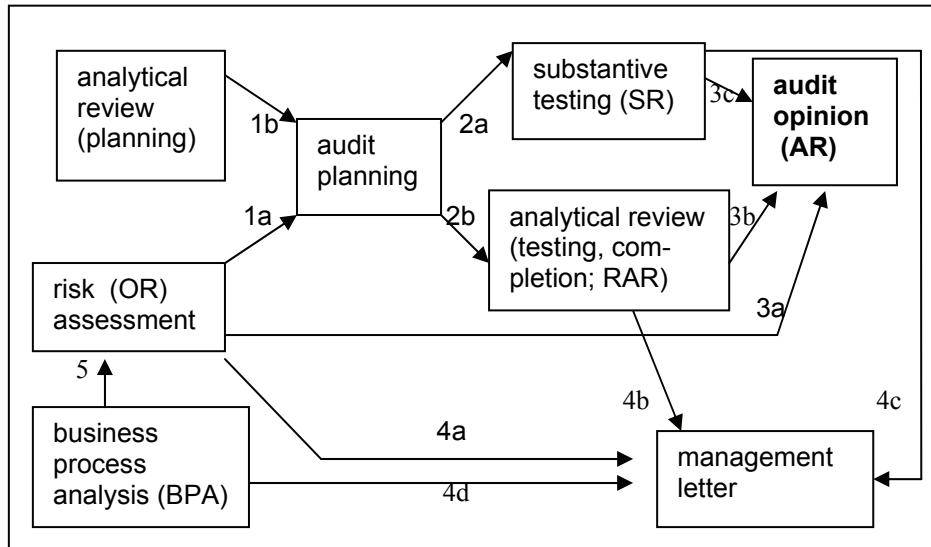 analytical
review
(planning)
1b
audit
planning
2a
substantive
testing (SR)
3c
audit
opinion
(AR)
1a
2b
analytical review
(testing, com-
pletion; RAR)
3b
risk (OR)
assessment
3a
5
4b
4c
business
process
analysis (BPA)
4a
4d
management
letter